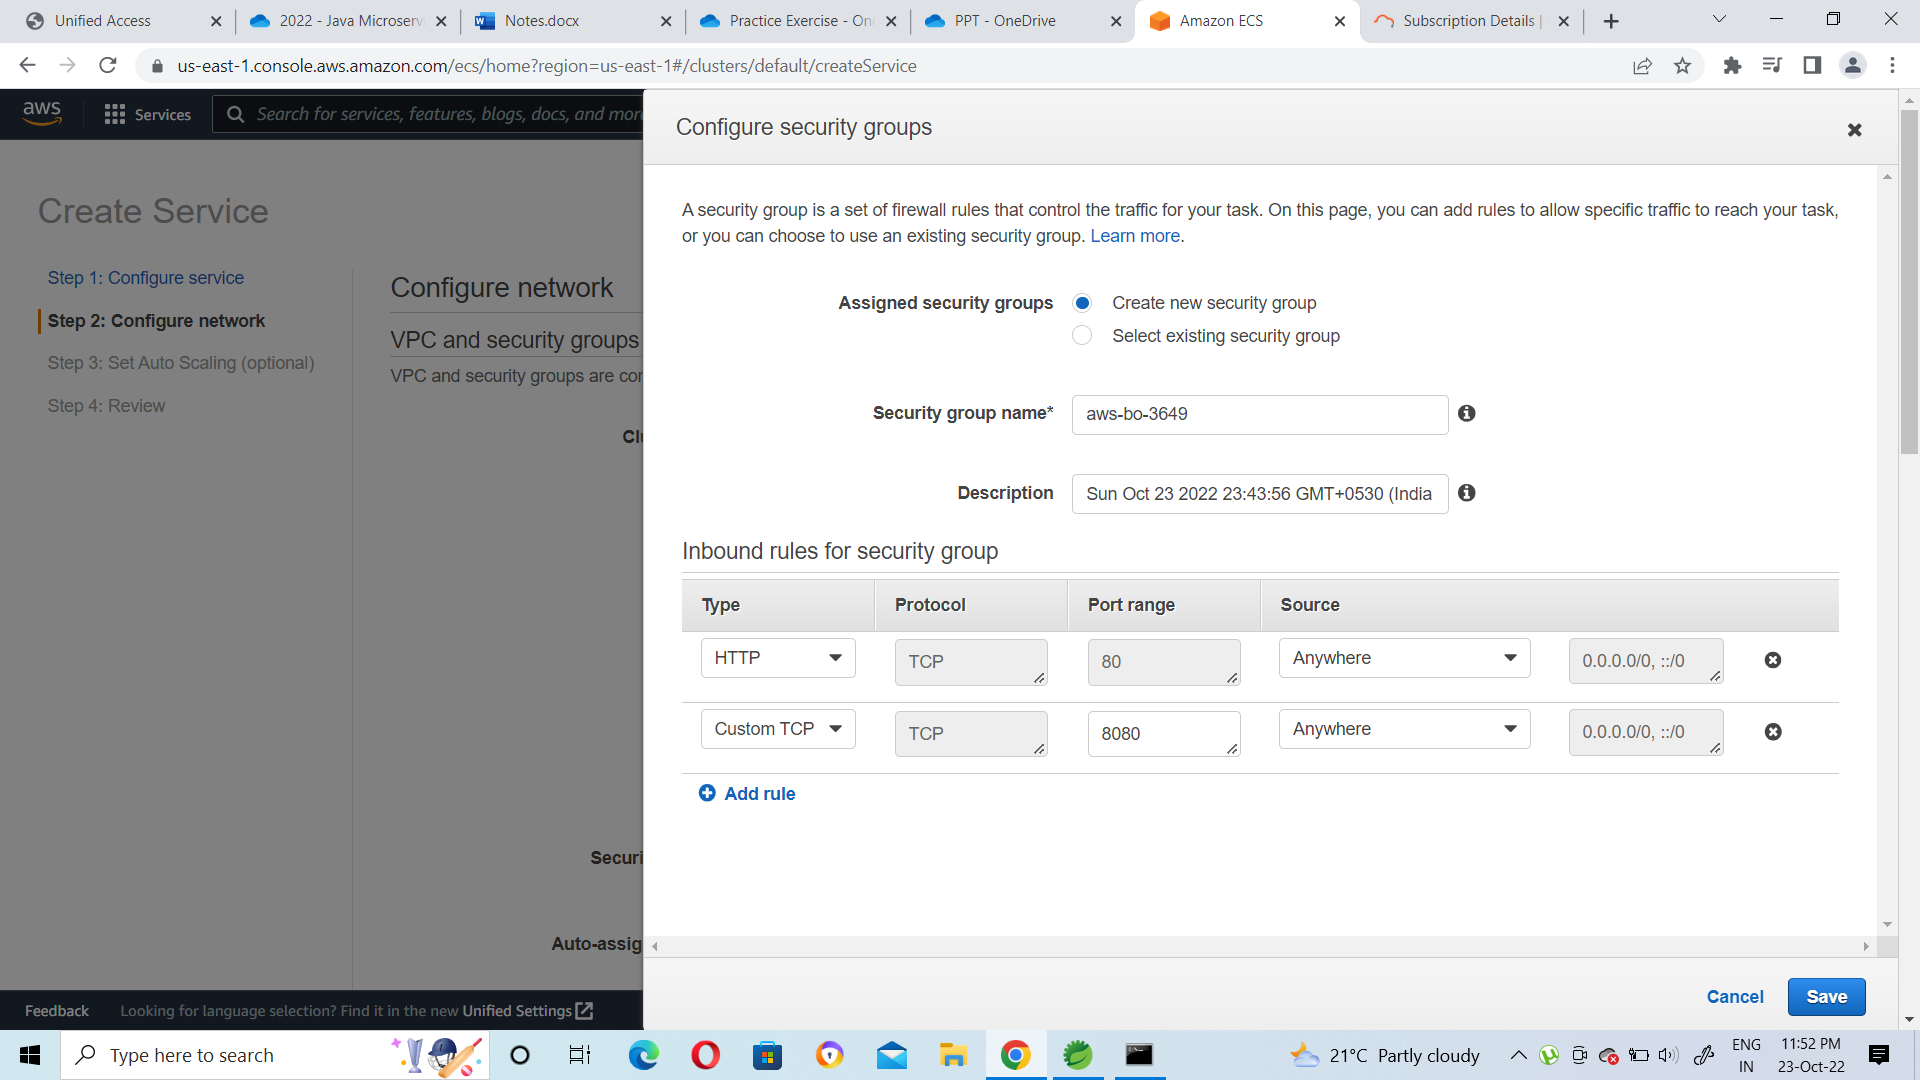 Unified Access
2022 - Java Microserv
Notes.docx
Practice Exercise - On
PPT - OneDrive
Amazon ECS
Subscription Details |
us-east-1.console.aws.amazon.com/ecs/home?region=us-east-1#/clusters/default/createService
aws
Services
Search for services, features, blogs, docs, and mor
Create Service
Step 1: Configure service
Step 2: Configure network
Step 3: Set Auto Scaling (optional)
Step 4: Review
Configure network
VPC and security groups
VPC and security groups are cor
Clu
Securi
Auto-assig
Configure security groups
A security group is a set of firewall rules that control the traffic for your task. On this page, you can add rules to allow specific traffic to reach your task,
or you can choose to use an existing security group. Learn more.
Assigned security groups
Create new security group
Select existing security group
Security group name*
aws-bo-3649
Description
Sun Oct 23 2022 23:43:56 GMT+0530 (India
Inbound rules for security group
Type Protocol Port range Source
HTTP TCP 80 Anywhere 0.0.0.0/0, ::/0
Custom TCP TCP 8080 Anywhere 0.0.0.0/0, ::/0
Add rule
Cancel
Save
Feedback
Looking for language selection? Find it in the new Unified Settings
Type here to search
21°C Partly cloudy
ENG
IN
11:52 PM
23-Oct-22